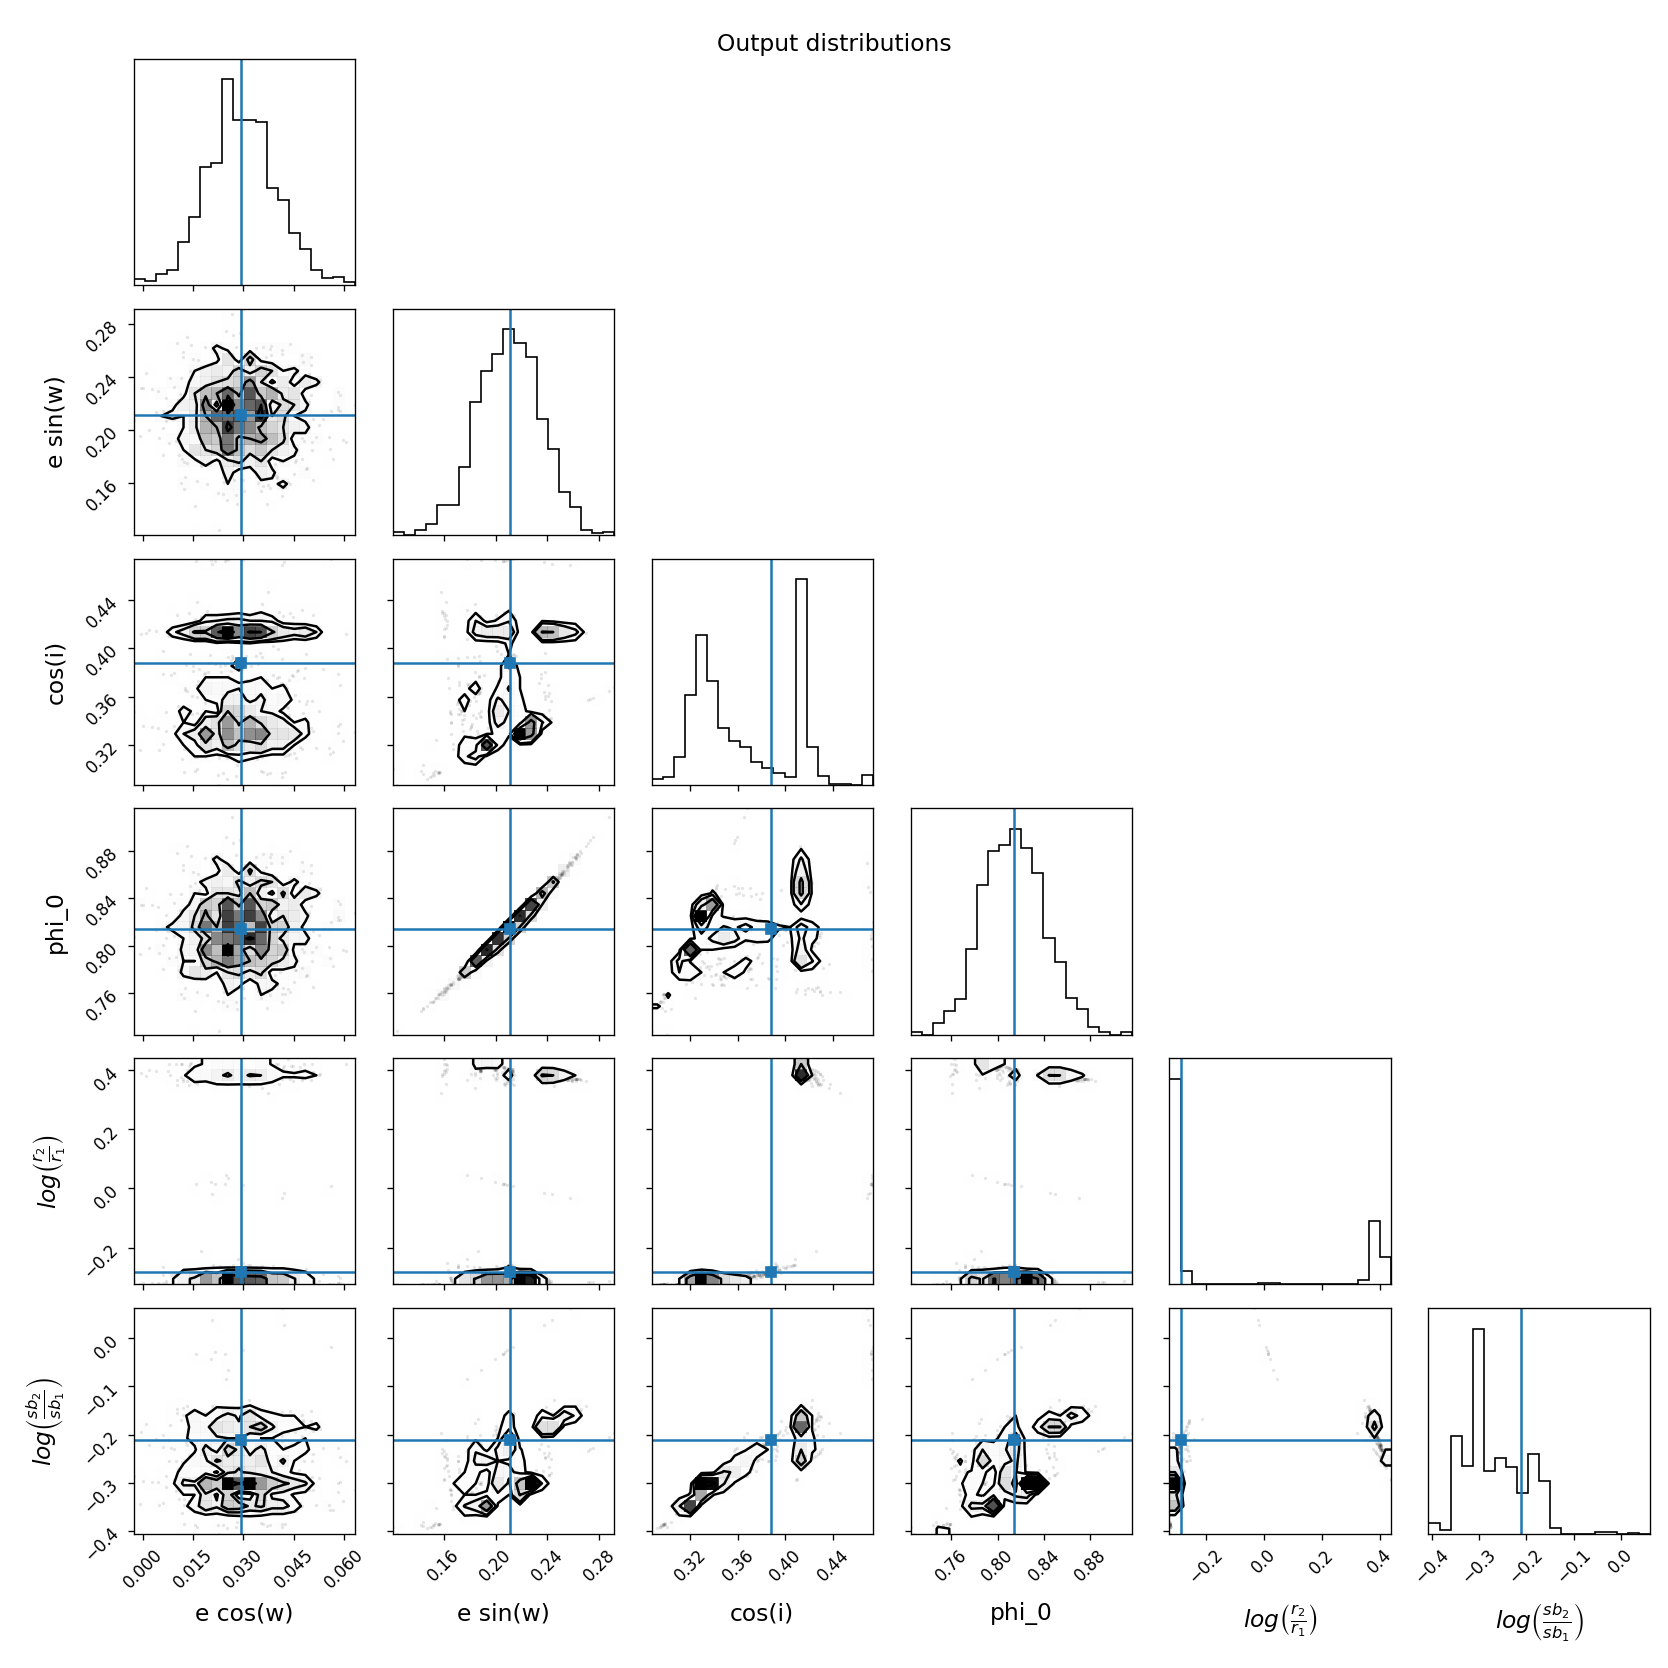 Output distributions
e sin(w)
0.28
0.24
0.20
0.16
cos(i)
0.44
0.40
0.36
0.32
phi_0
0.88
0.84
0.80
0.76
log(r₂/r₁)
0.4
0.2
0.0
−0.2
log(sb₂/sb₁)
0.0
−0.1
−0.2
−0.3
−0.4
0.000 0.015 0.030 0.045 0.060
0.16 0.20 0.24 0.28
0.32 0.36 0.40 0.44
0.76 0.80 0.84 0.88
−0.2 0.0 0.2 0.4
−0.4 −0.3 −0.2 −0.1 0.0
e cos(w)
e sin(w)
cos(i)
phi_0
log(r₂/r₁)
log(sb₂/sb₁)